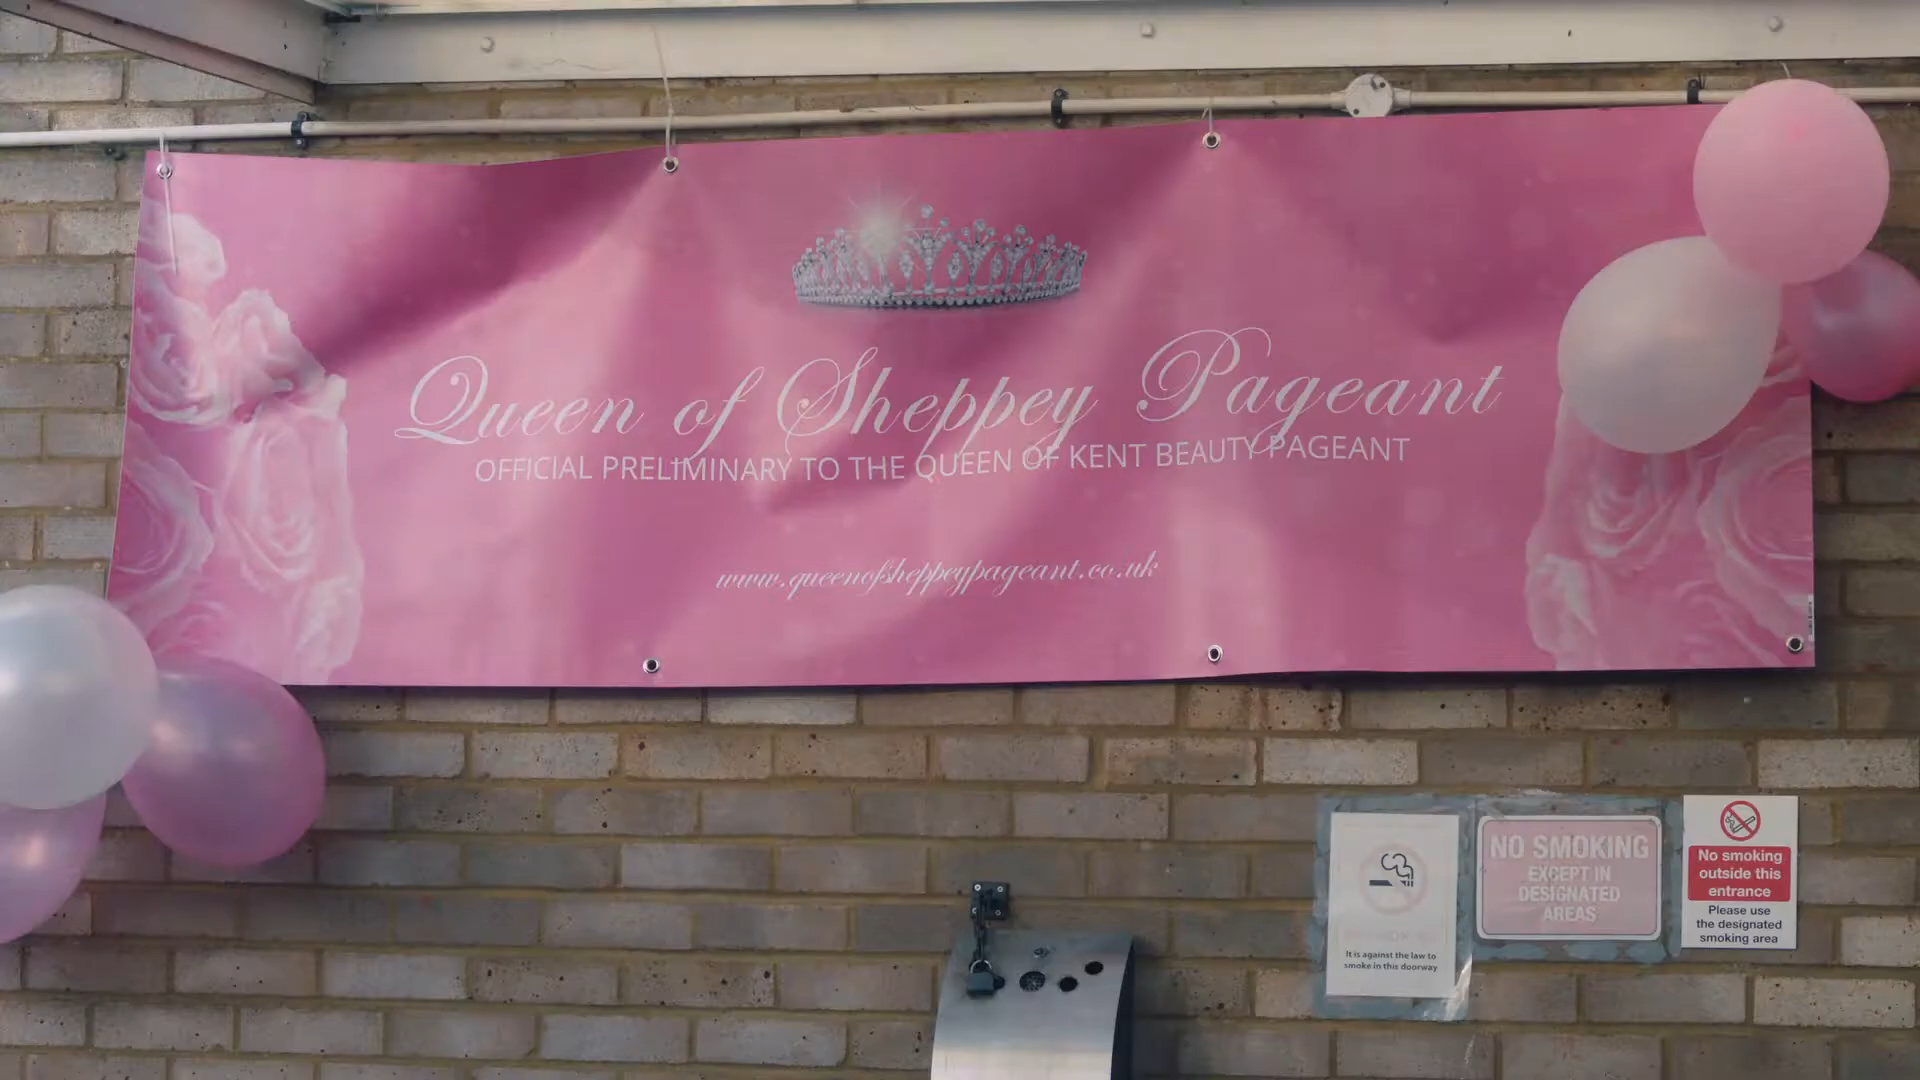 Queen of Sheppey Pageant
OFFICIAL PRELIMINARY TO THE QUEEN OF KENT BEAUTY PAGEANT
www.queenofsheppeypageant.co.uk
It is against the law to
smoke in this doorway
NO SMOKING
EXCEPT IN
DESIGNATED
AREAS
No smoking
outside this
entrance
Please use
the designated
smoking area